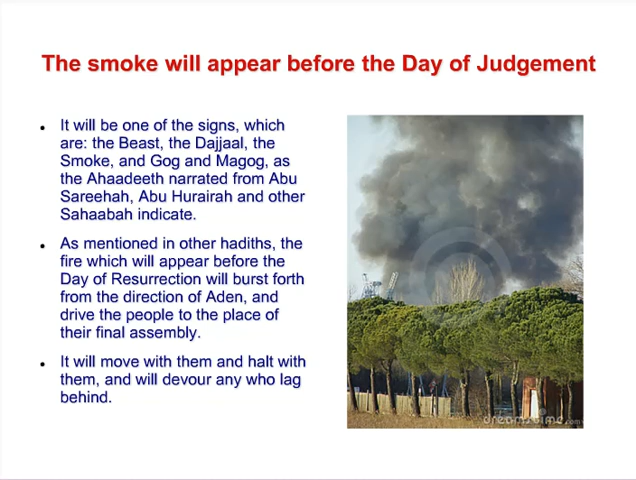 The smoke will appear before the Day of Judgement
• It will be one of the signs, which
are: the Beast, the Dajjaal, the
Smoke, and Gog and Magog, as
the Ahaadeeth narrated from Abu
Sareehah, Abu Hurairah and other
Sahaabah indicate.
• As mentioned in other hadiths, the
fire which will appear before the
Day of Resurrection will burst forth
from the direction of Aden, and
drive the people to the place of
their final assembly.
• It will move with them and halt with
them, and will devour any who lag
behind.
dreamstime.com